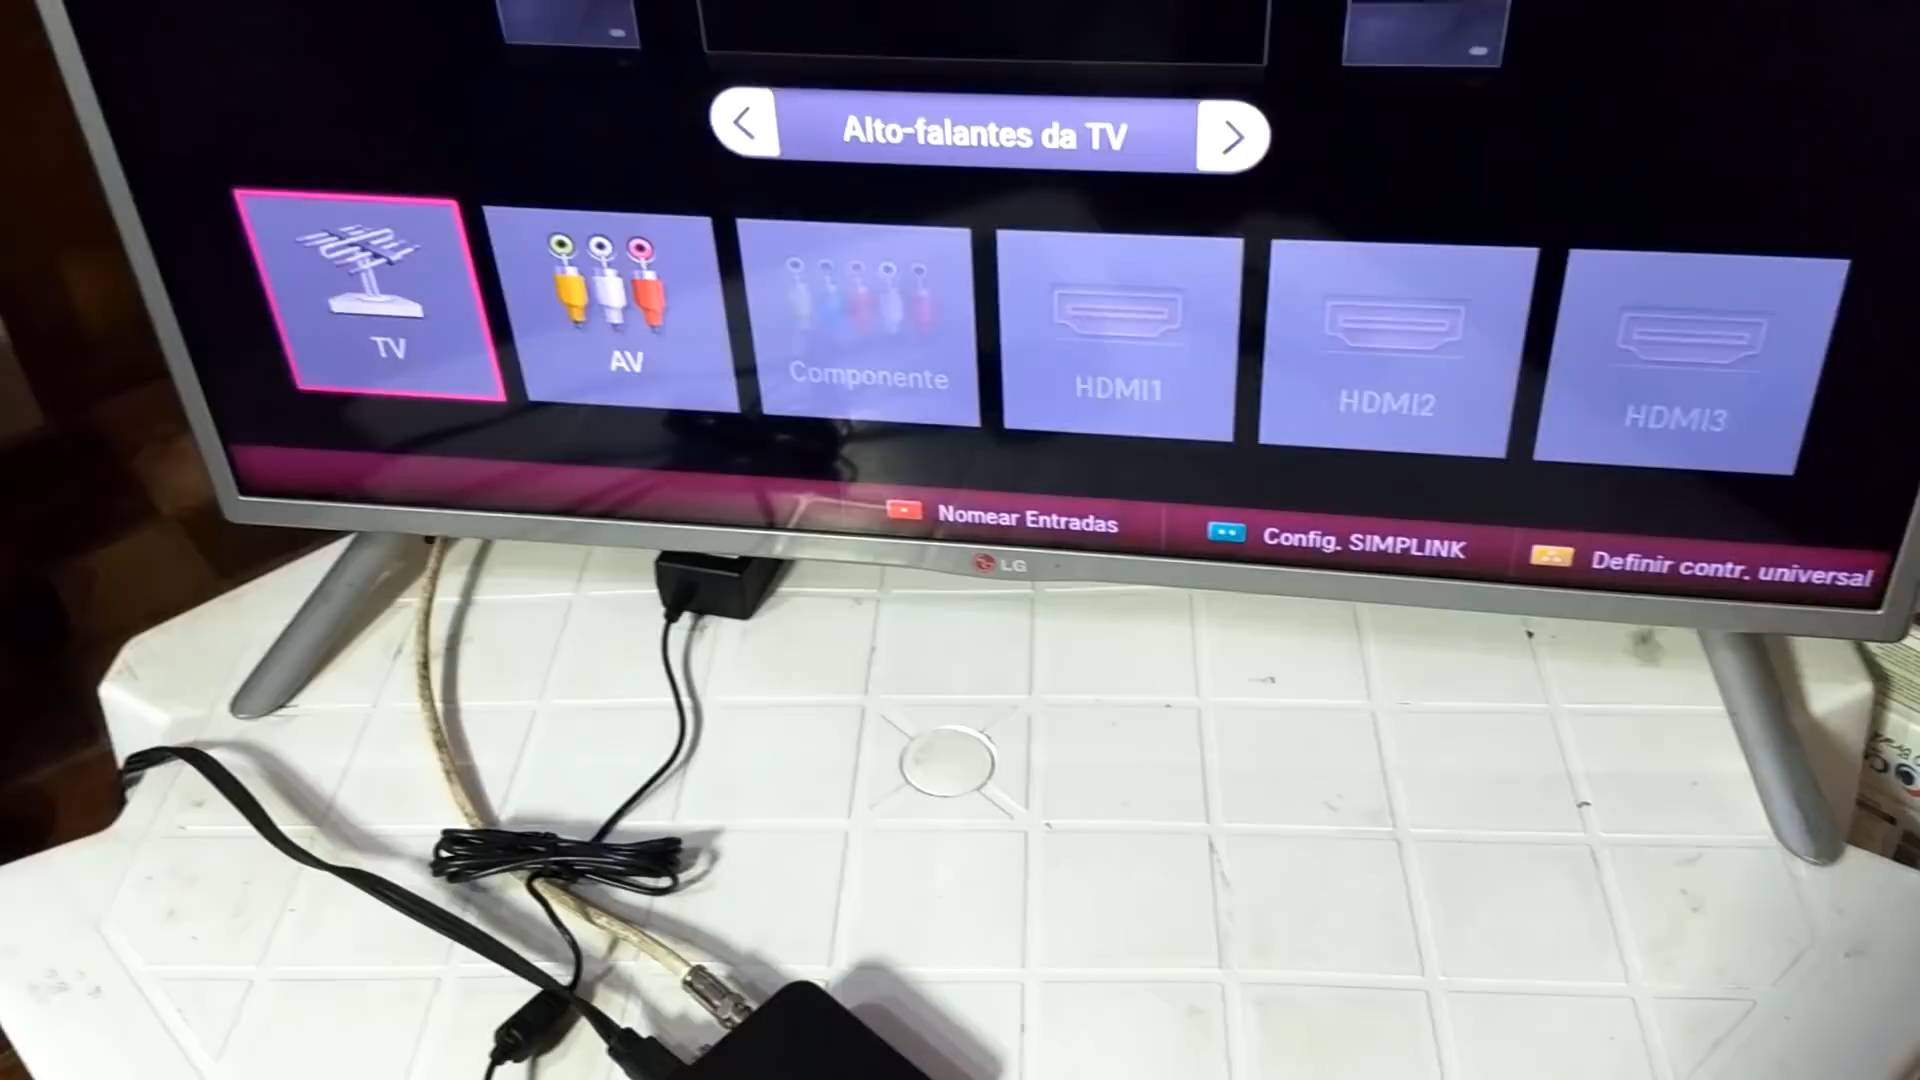 Alto-falantes da TV
TV
AV
Componente
HDMI1
HDMI2
HDMI3
Nomear Entradas
Config. SIMPLINK
Definir contr. universal
LG